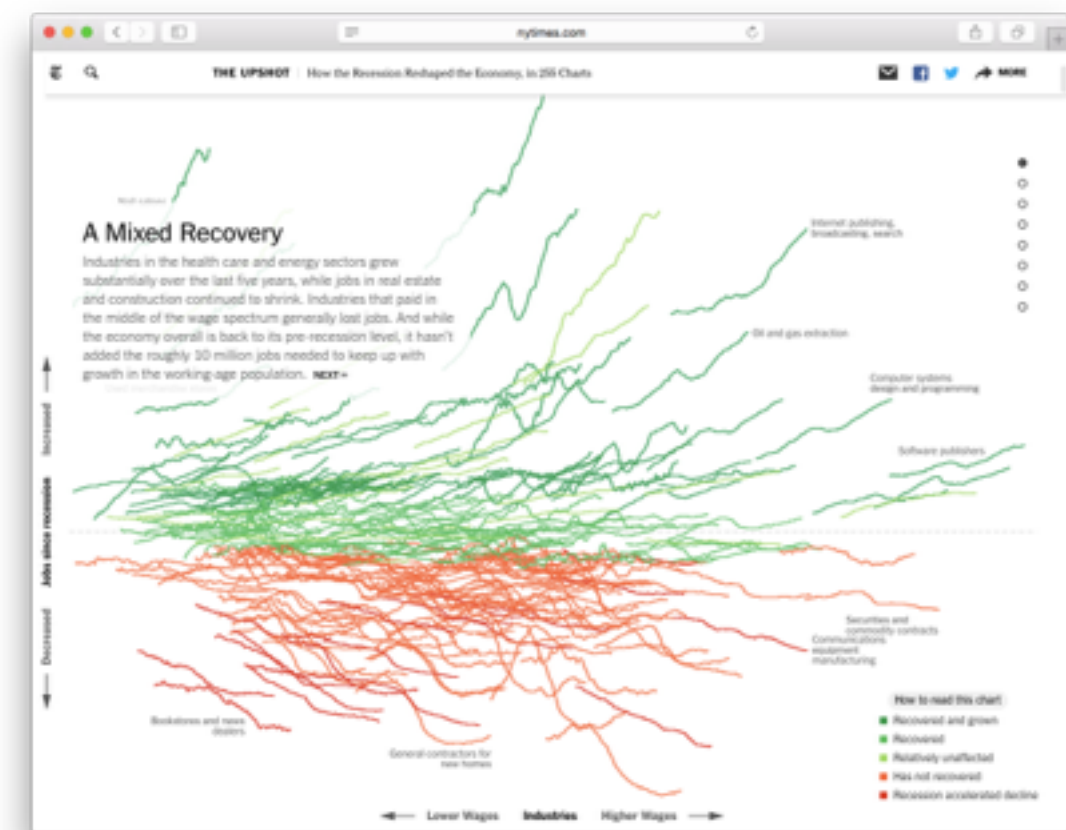 nytimes.com
THE UPSHOT | How the Recession Reshaped the Economy, in 255 Charts
MORE
A Mixed Recovery
Industries in the health care and energy sectors grew
substantially over the last five years, while jobs in real estate
and construction continued to shrink. Industries that paid in
the middle of the wage spectrum generally lost jobs. And while
the economy overall is back to its pre-recession level, it hasn't
added the roughly 10 million jobs needed to keep up with
growth in the working-age population. NEXT
Internet publishing,
broadcasting, search
Oil and gas extraction
Computer systems
design and programming
Software publishers
Increased
Jobs since recession
Decreased
Securities and
commodity contracts
Communications
equipment
manufacturing
Bookstores and news
dealers
General contractors for
new homes
How to read this chart
Recovered and grown
Recovered
Relatively unaffected
Has not recovered
Recession accelerated decline
Lower Wages Industries Higher Wages